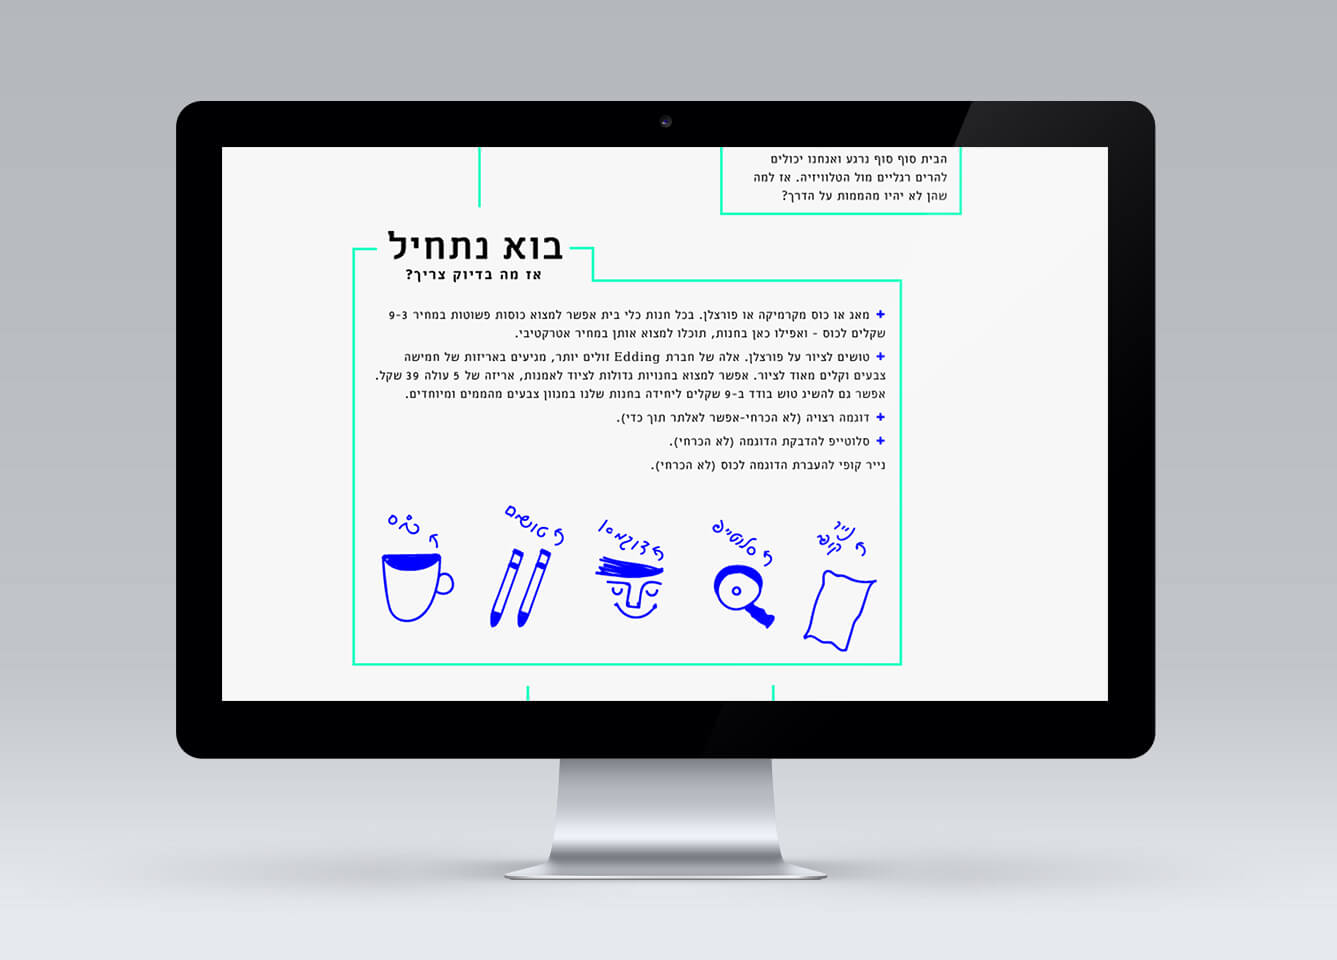 הבית סוף סוף נרגע ואנחנו יכולים
להרים רגליים מול הטלוויזיה. אז למה
שהן לא יהיו מהממות על הדרך?
בוא נתחיל
אז מה בדיוק צריך?
+ מאג או כוס מקרמיקה או פורצלן. בכל חנות כלי בית אפשר למצוא כוסות פשוטות במחיר 9-3
שקלים לכוס - ואפילו כאן בחנות, תוכלו למצוא אותן במחיר אטרקטיבי.
+ טושים לציור על פורצלן. אלה של חברת Edding זולים יותר, מגיעים באריזות של חמישה
צבעים וקלים מאוד לציור. אפשר למצוא בחנויות גדולות לציוד לאמנות, אריזה של 5 עולה 39 שקל.
אפשר גם להשיג טוש בודד ב-9 שקלים ליחידה בחנות שלנו במגוון צבעים מהממים ומיוחדים.
+ דוגמה רצויה (לא הכרחי-אפשר לאלתר תוך כדי).
+ סלוטייפ להדבקת הדוגמה (לא הכרחי).
נייר קופי להעברת הדוגמה לכוס (לא הכרחי).
נייר
קופי
סלוטייפ
דוגמה
טושים
כוס